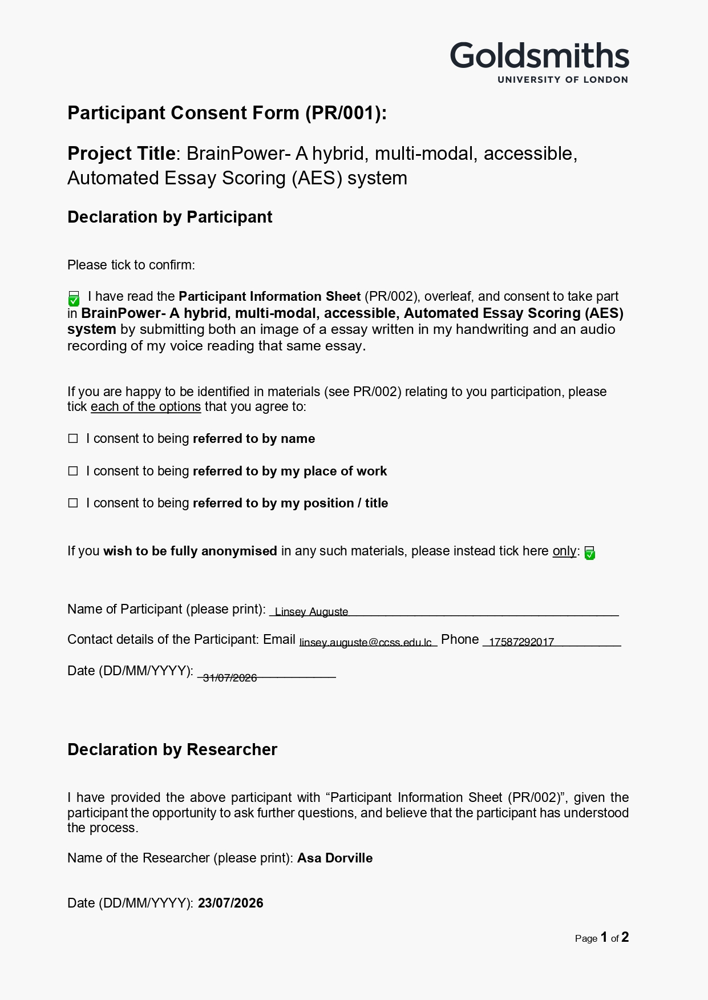 Goldsmiths
UNIVERSITY OF LONDON
Participant Consent Form (PR/001):
Project Title: BrainPower- A hybrid, multi-modal, accessible,
Automated Essay Scoring (AES) system
Declaration by Participant
Please tick to confirm:
☑ I have read the Participant Information Sheet (PR/002), overleaf, and consent to take part
in BrainPower- A hybrid, multi-modal, accessible, Automated Essay Scoring (AES)
system by submitting both an image of a essay written in my handwriting and an audio
recording of my voice reading that same essay.
If you are happy to be identified in materials (see PR/002) relating to you participation, please
tick each of the options that you agree to:
☐ I consent to being referred to by name
☐ I consent to being referred to by my place of work
☐ I consent to being referred to by my position / title
If you wish to be fully anonymised in any such materials, please instead tick here only: ☑
Name of Participant (please print): Linsey Auguste
Contact details of the Participant: Email linsey.auguste@ccss.edu.lc Phone 17587292017
Date (DD/MM/YYYY): 31/07/2026
Declaration by Researcher
I have provided the above participant with “Participant Information Sheet (PR/002)”, given the
participant the opportunity to ask further questions, and believe that the participant has understood
the process.
Name of the Researcher (please print): Asa Dorville
Date (DD/MM/YYYY): 23/07/2026
Page 1 of 2